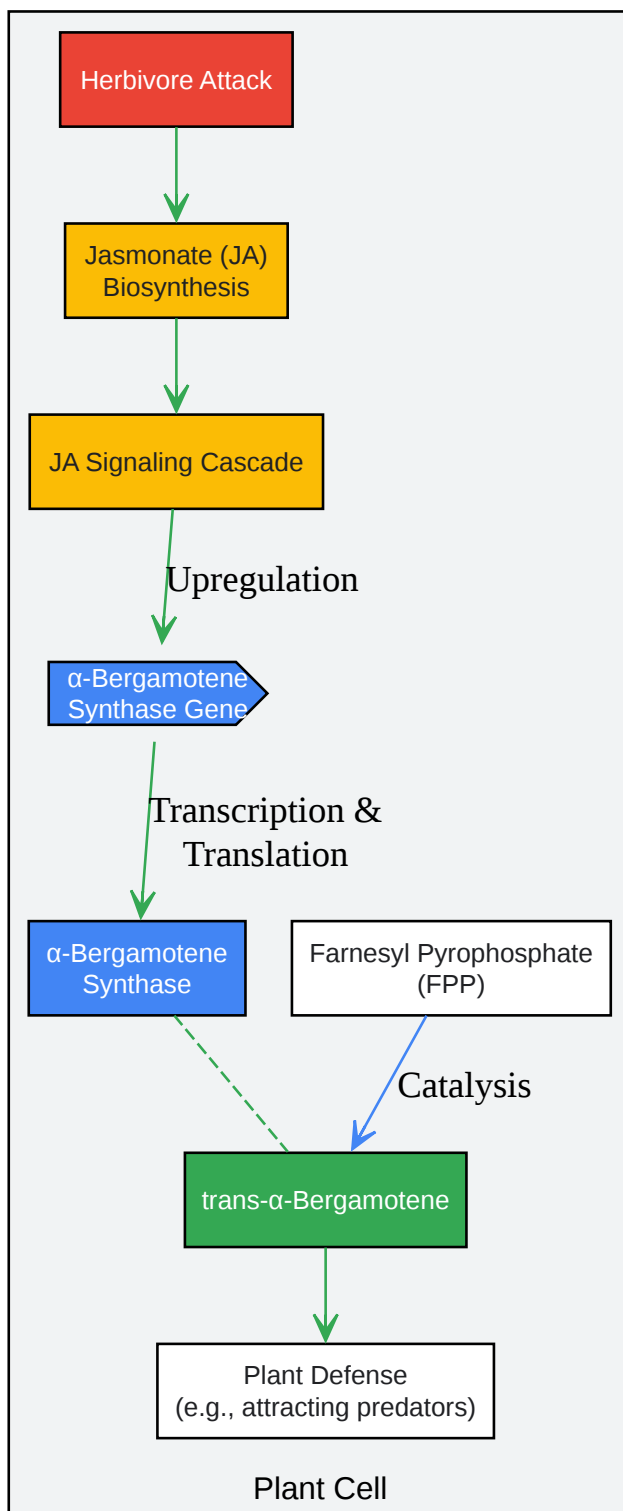 Herbivore Attack
Jasmonate (JA)
Biosynthesis
JA Signaling Cascade
Upregulation
α-Bergamotene
Synthase Gene
Transcription &
Translation
α-Bergamotene
Synthase
Farnesyl Pyrophosphate
(FPP)
Catalysis
trans-α-Bergamotene
Plant Defense
(e.g., attracting predators)
Plant Cell